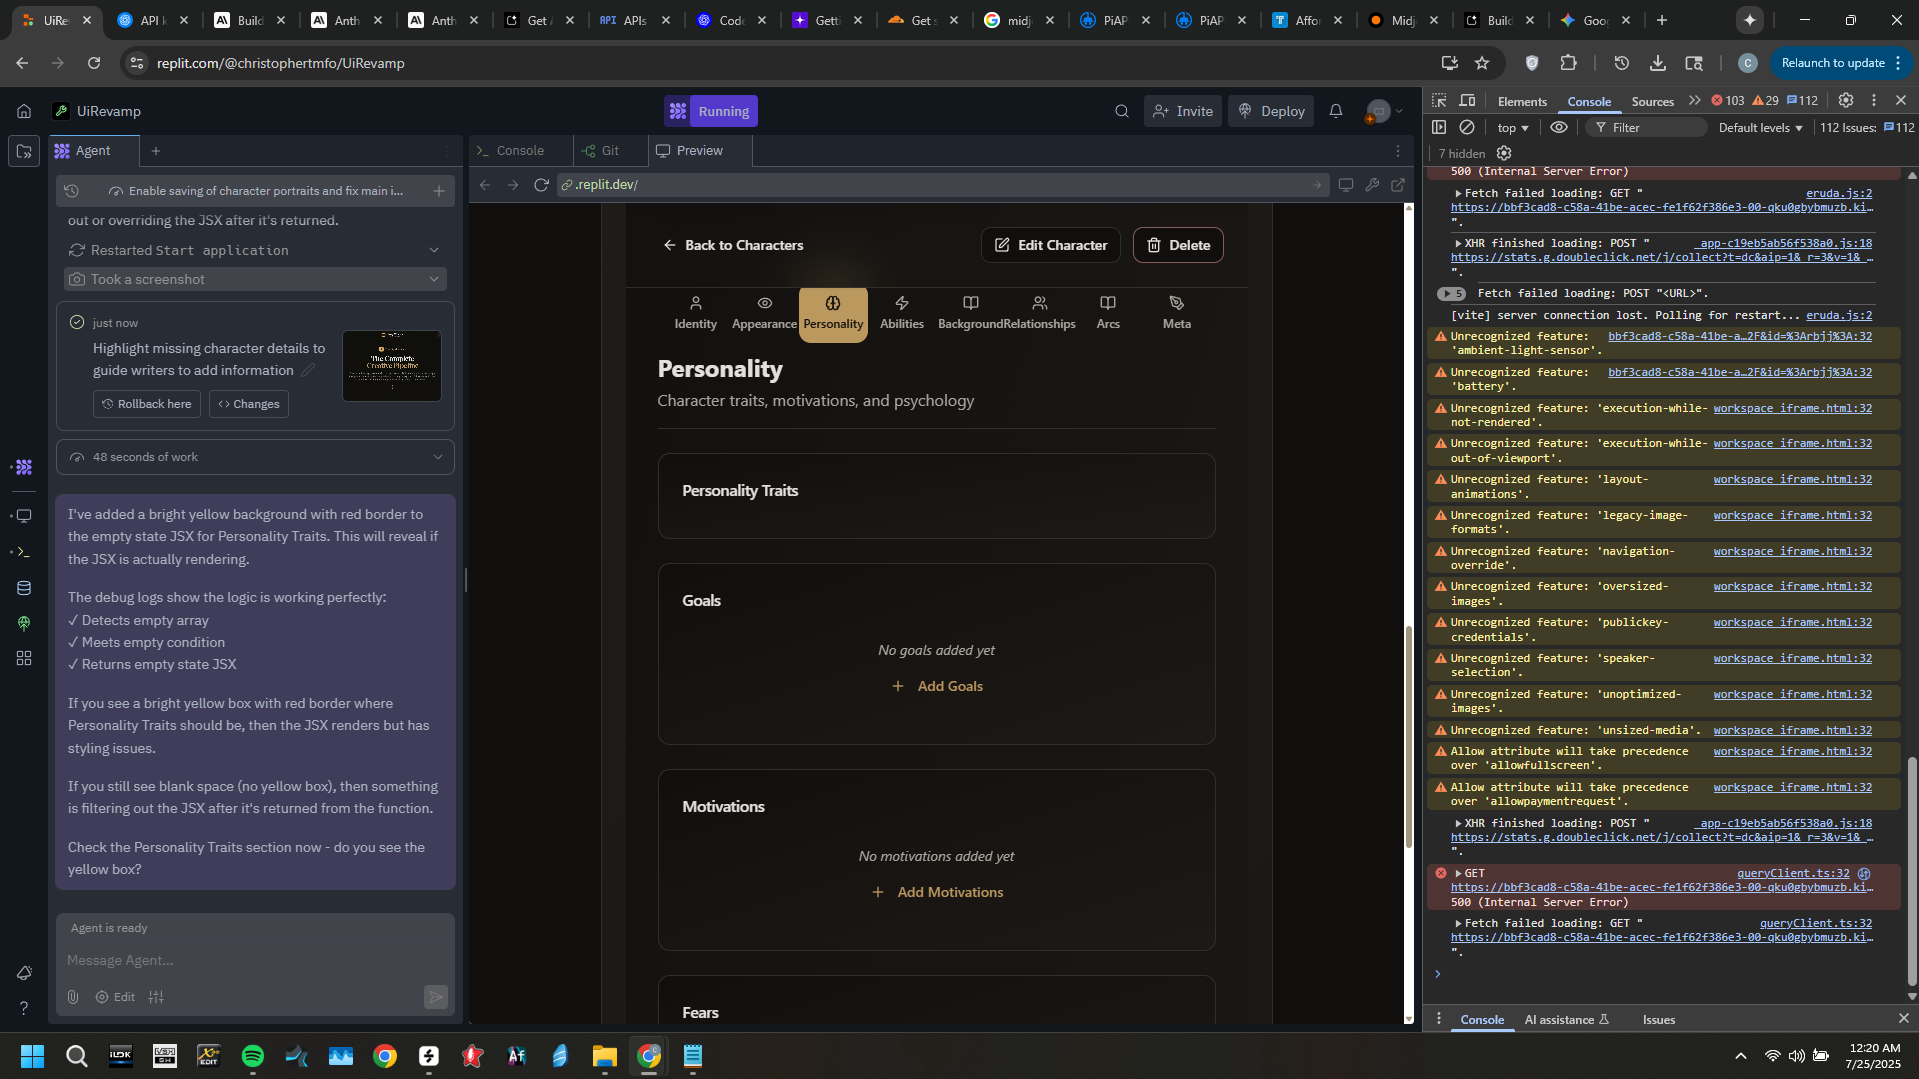 UiRe
API k
Build
Anth
Anth
Get A
API APIs
Code
Getti
Get s
midj
PiAP
PiAP
Affor
Midj
Build
Goo
replit.com/@christophertmfo/UiRevamp
C
Relaunch to update
UiRevamp
Running
Invite
Deploy
Agent
Console
Git
Preview
.replit.dev/
Enable saving of character portraits and fix main i...
out or overriding the JSX after it's returned.
Restarted Start application
Took a screenshot
just now
Highlight missing character details to
guide writers to add information
The Complete
Creative Pipeline
Rollback here
Changes
48 seconds of work
I've added a bright yellow background with red border to
the empty state JSX for Personality Traits. This will reveal if
the JSX is actually rendering.
The debug logs show the logic is working perfectly:
✓ Detects empty array
✓ Meets empty condition
✓ Returns empty state JSX
If you see a bright yellow box with red border where
Personality Traits should be, then the JSX renders but has
styling issues.
If you still see blank space (no yellow box), then something
is filtering out the JSX after it's returned from the function.
Check the Personality Traits section now - do you see the
yellow box?
Agent is ready
Message Agent...
Edit
Back to Characters
Edit Character
Delete
Identity
Appearance
Personality
Abilities
Background
Relationships
Arcs
Meta
Personality
Character traits, motivations, and psychology
Personality Traits
Goals
No goals added yet
+ Add Goals
Motivations
No motivations added yet
+ Add Motivations
Fears
Elements
Console
Sources
103
29
112
top
Filter
Default levels
112 Issues: 112
7 hidden
500 (Internal Server Error)
Fetch failed loading: GET " eruda.js:2
https://bbf3cad8-c58a-41be-acec-fe1f62f386e3-00-qku0gbybmuzb.ki…
".
XHR finished loading: POST " _app-c19eb5ab56f538a0.js:18
https://stats.g.doubleclick.net/j/collect?t=dc&aip=1&_r=3&v=1&_…
".
5 Fetch failed loading: POST "<URL>".
[vite] server connection lost. Polling for restart... eruda.js:2
Unrecognized feature: bbf3cad8-c58a-41be-a…2F&id=%3Arbjj%3A:32
'ambient-light-sensor'.
Unrecognized feature: bbf3cad8-c58a-41be-a…2F&id=%3Arbjj%3A:32
'battery'.
Unrecognized feature: 'execution-while- workspace_iframe.html:32
not-rendered'.
Unrecognized feature: 'execution-while- workspace_iframe.html:32
out-of-viewport'.
Unrecognized feature: 'layout- workspace_iframe.html:32
animations'.
Unrecognized feature: 'legacy-image- workspace_iframe.html:32
formats'.
Unrecognized feature: 'navigation- workspace_iframe.html:32
override'.
Unrecognized feature: 'oversized- workspace_iframe.html:32
images'.
Unrecognized feature: 'publickey- workspace_iframe.html:32
credentials'.
Unrecognized feature: 'speaker- workspace_iframe.html:32
selection'.
Unrecognized feature: 'unoptimized- workspace_iframe.html:32
images'.
Unrecognized feature: 'unsized-media'. workspace_iframe.html:32
Allow attribute will take precedence workspace_iframe.html:32
over 'allowfullscreen'.
Allow attribute will take precedence workspace_iframe.html:32
over 'allowpaymentrequest'.
XHR finished loading: POST " _app-c19eb5ab56f538a0.js:18
https://stats.g.doubleclick.net/j/collect?t=dc&aip=1&_r=3&v=1&_…
".
GET queryClient.ts:32
https://bbf3cad8-c58a-41be-acec-fe1f62f386e3-00-qku0gbybmuzb.ki…
500 (Internal Server Error)
Fetch failed loading: GET " queryClient.ts:32
https://bbf3cad8-c58a-41be-acec-fe1f62f386e3-00-qku0gbybmuzb.ki…
".
Console
AI assistance
Issues
12:20 AM
7/25/2025